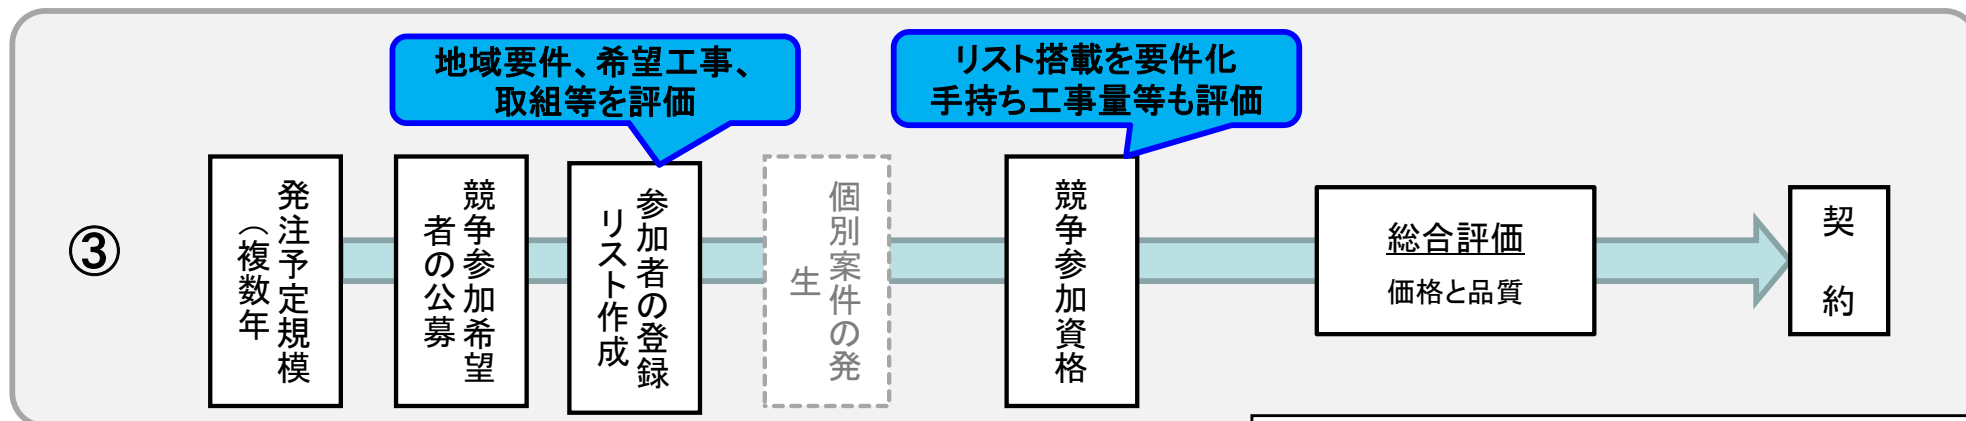 地域要件、希望工事、
取組等を評価
リスト搭載を要件化
手持ち工事量等も評価
③
発注予定規模
（複数年
競争参加希望
者の公募
参加者の登録
リスト作成
個別案件の発
生
競争参加資格
総合評価
価格と品質
契約